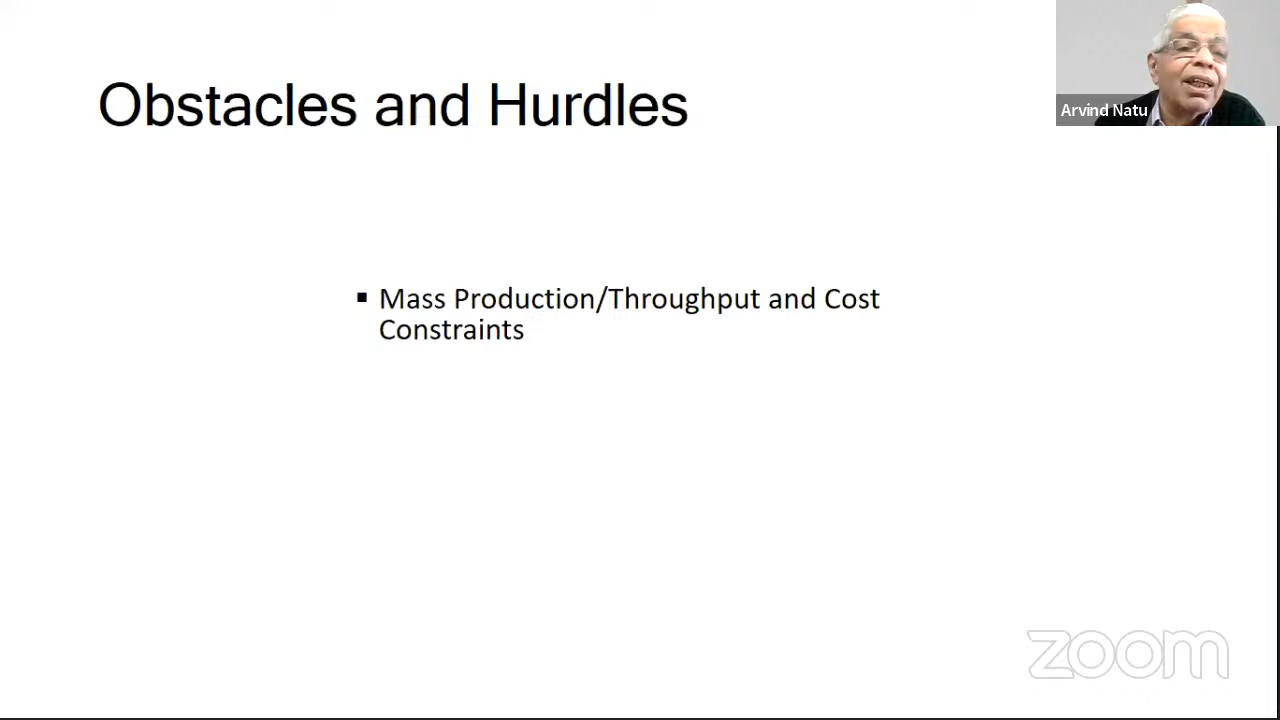 Obstacles and Hurdles
Arvind Natu
▪ Mass Production/Throughput and Cost
Constraints
zoom